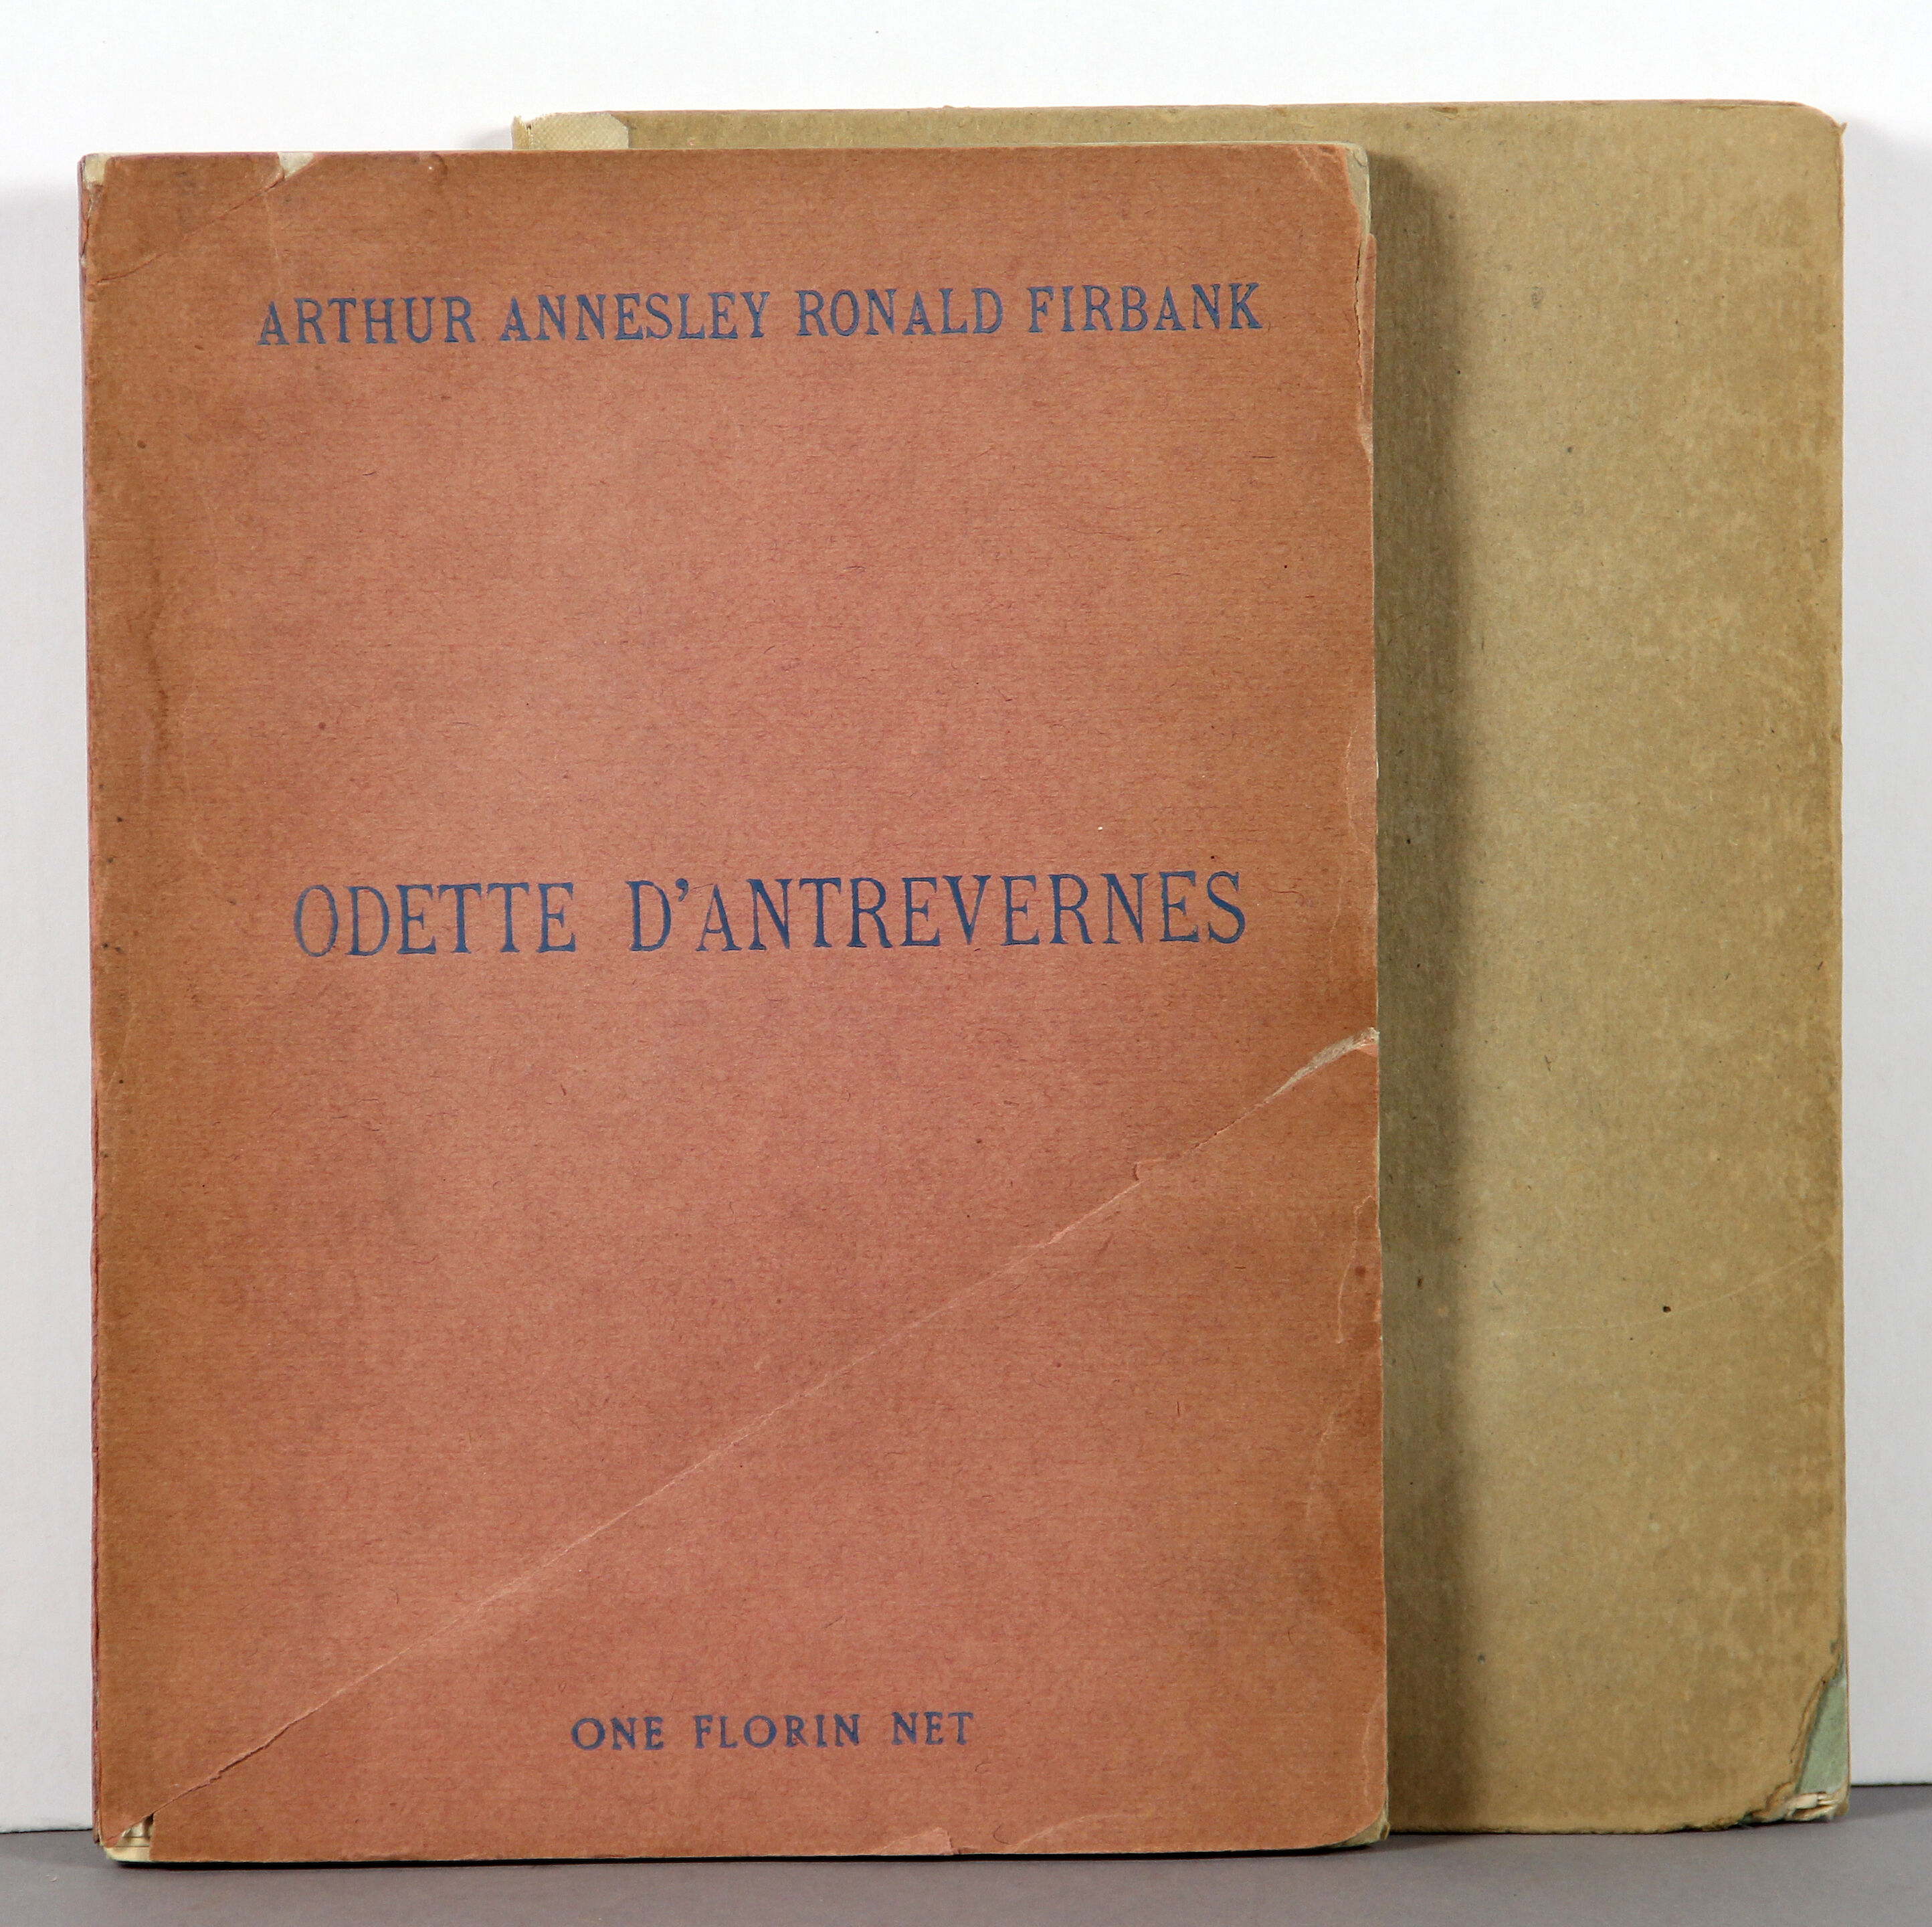 ARTHUR ANNESLEY RONALD FIRBANK
ODETTE D'ANTREVERNES
ONE FLORIN NET